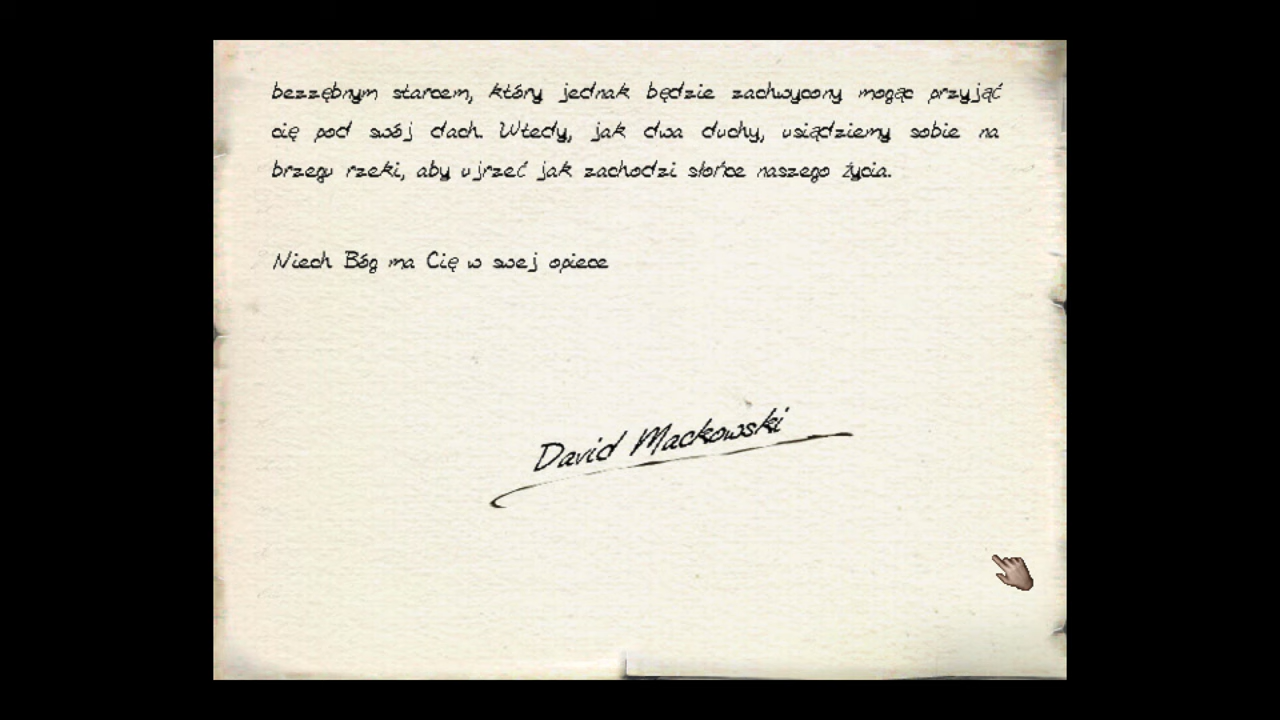 bezzębnym starcem, który jednak będzie zachwycony mogąc przyjąć
cię pod swój dach. Wtedy, jak dwa duchy, usiądziemy sobie na
brzegu rzeki, aby ujrzeć jak zachodzi słońce naszego życia.
Niech Bóg ma Cię w swej opiece
David Mackowski